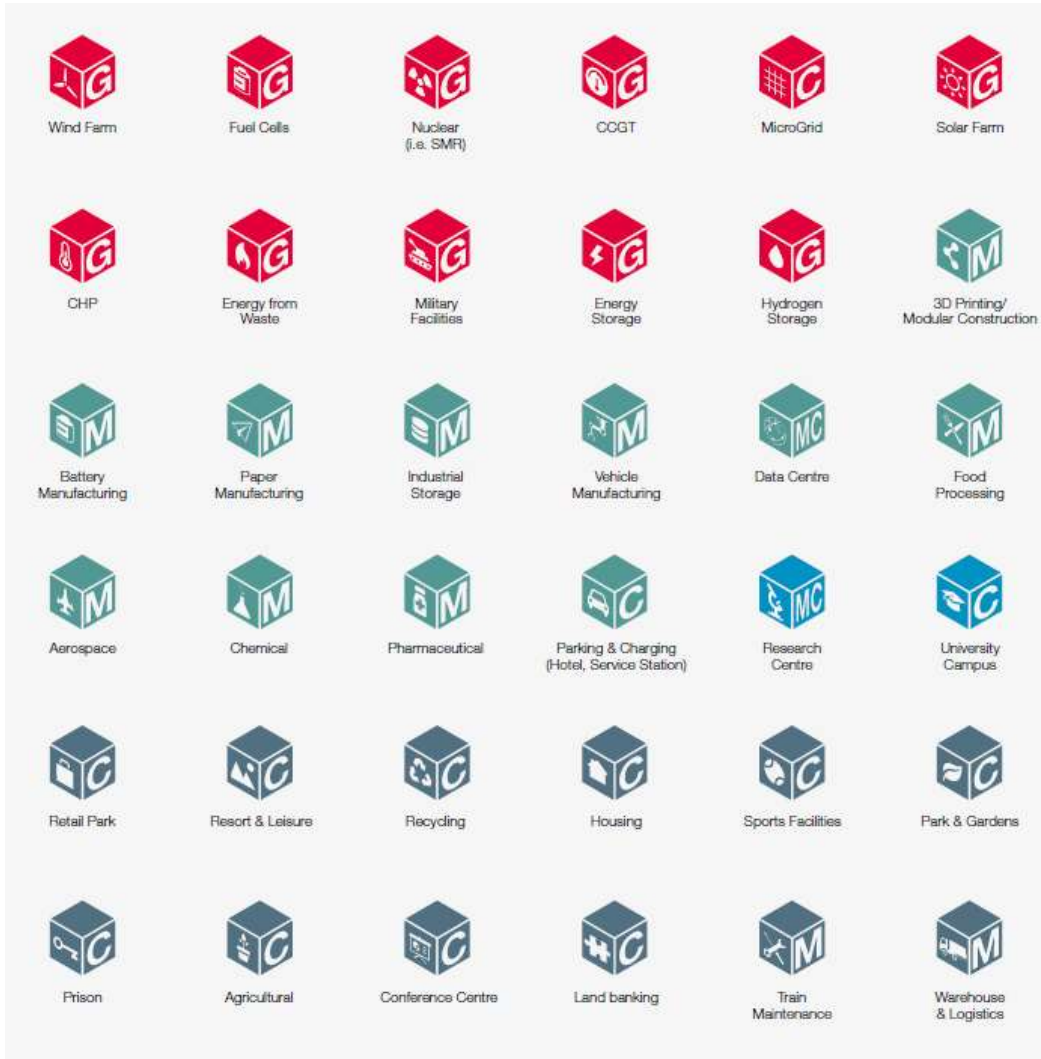 G
G
G
G
C
G
Wind Farm
Fuel Cells
Nuclear
(i.e. SMR)
CCGT
MicroGrid
Solar Farm
G
G
G
G
G
M
CHP
Energy from
Waste
Military
Facilities
Energy
Storage
Hydrogen
Storage
3D Printing/
Modular Construction
M
M
M
M
MC
M
Battery
Manufacturing
Paper
Manufacturing
Industrial
Storage
Vehicle
Manufacturing
Data Centre
Food
Processing
M
M
M
C
MC
C
Aerospace
Chemical
Pharmaceutical
Parking & Charging
(Hotel, Service Station)
Research
Centre
University
Campus
C
C
C
C
C
C
Retail Park
Resort & Leisure
Recycling
Housing
Sports Facilities
Park & Gardens
C
C
C
C
M
M
Prison
Agricultural
Conference Centre
Land banking
Train
Maintenance
Warehouse
& Logistics